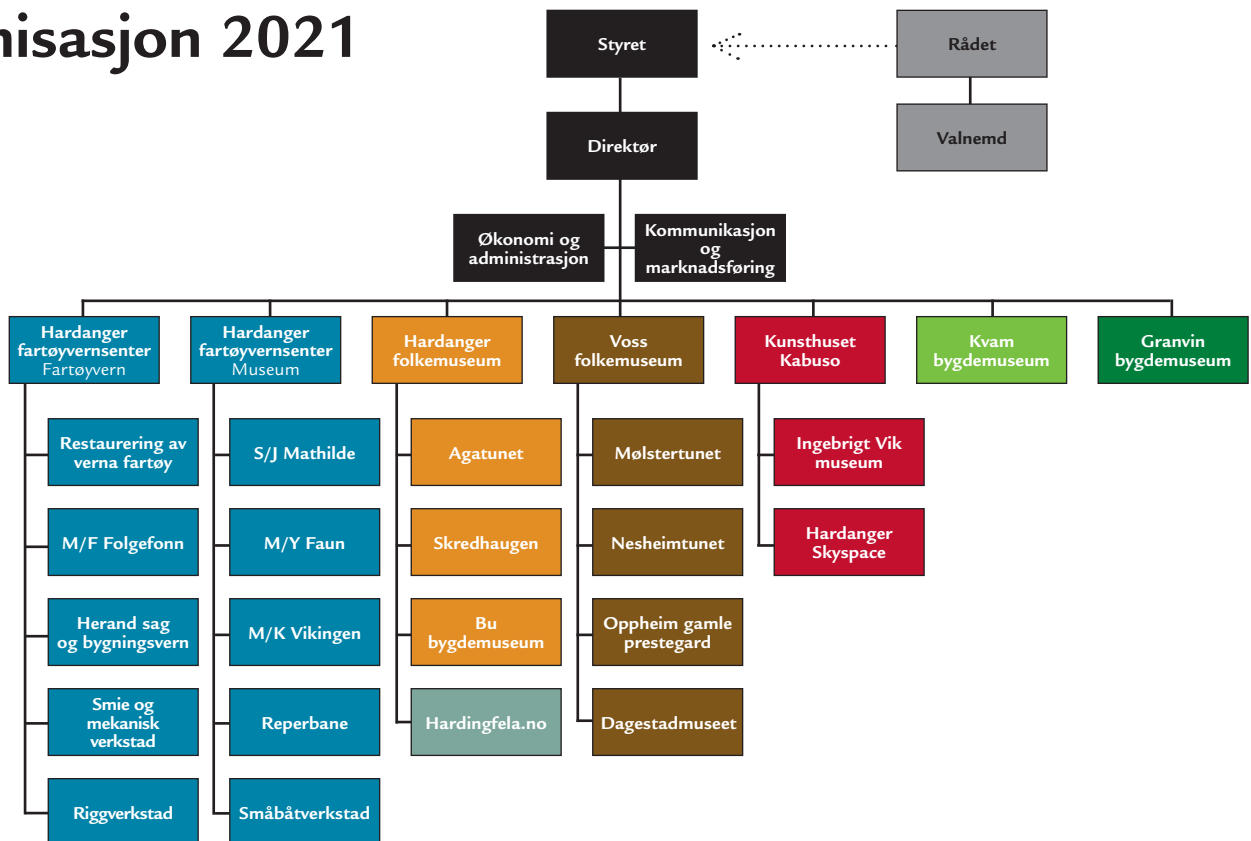 nisasjon 2021
Styret
Rådet
Direktør
Valnemd
Økonomi og
administrasjon
Kommunikasjon
og
marknadsføring
Hardanger
fartøyvernsenter
Fartøyvern
Hardanger
fartøyvernsenter
Museum
Hardanger
folkemuseum
Voss
folkemuseum
Kunsthuset
Kabuso
Kvam
bygdemuseum
Granvin
bygdemuseum
Restaurering av
verna fartøy
S/J Mathilde
Agatunet
Mølstertunet
Ingebrigt Vik
museum
M/F Folgefonn
M/Y Faun
Skredhaugen
Nesheimtunet
Hardanger
Skyspace
Herand sag
og bygningsvern
M/K Vikingen
Bu
bygdemuseum
Oppheim gamle
prestegard
Smie og
mekanisk
verkstad
Reperbane
Hardingfela.no
Dagestadmuseet
Riggverkstad
Småbåtverkstad